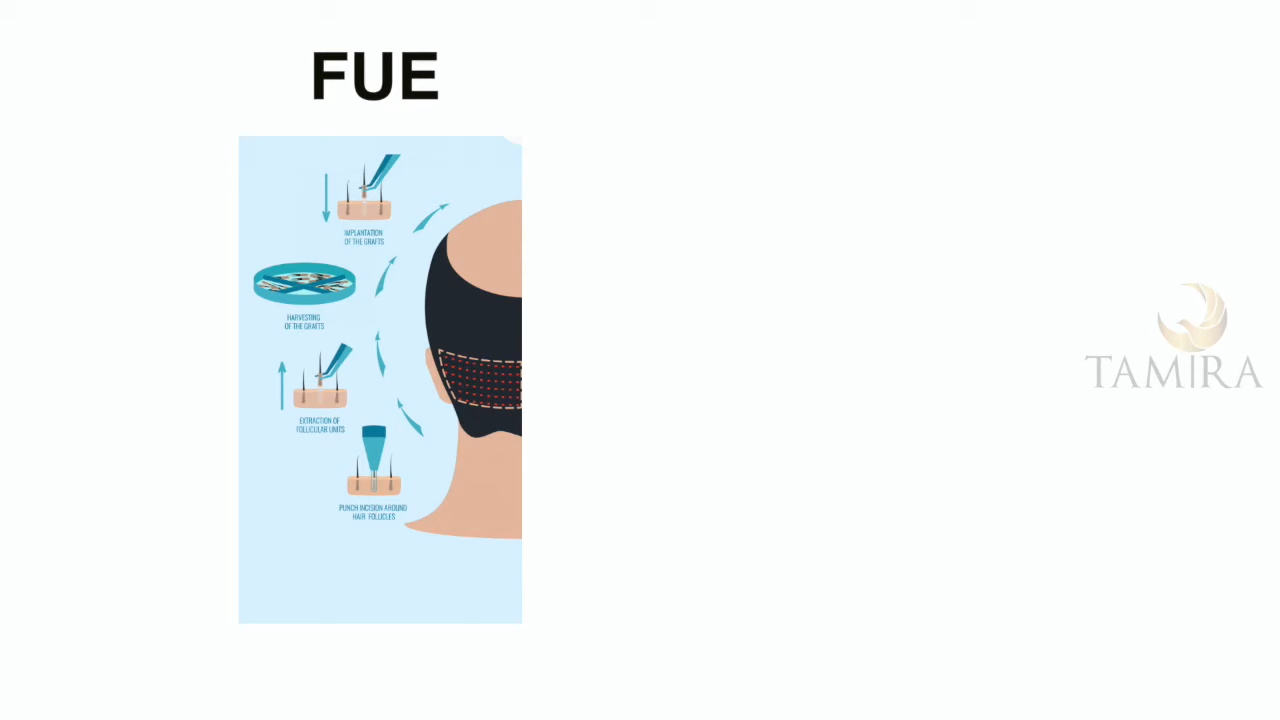 FUE
IMPLANTATION
OF THE GRAFTS
HARVESTING
OF THE GRAFTS
EXTRACTION OF
FOLLICULAR UNITS
PUNCH INCISION AROUND
HAIR FOLLICLES
TAMIRA